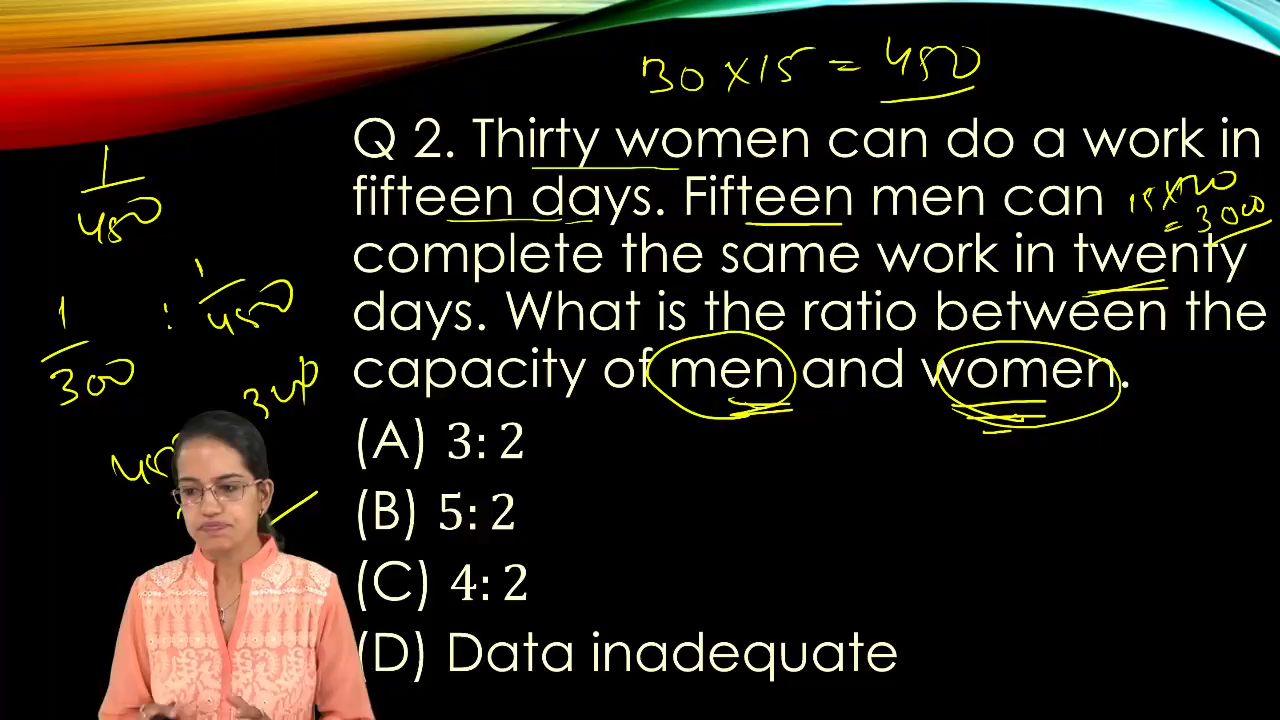 30 × 15 = 450
Q 2. Thirty women can do a work in
fifteen days. Fifteen men can
complete the same work in twenty
days. What is the ratio between the
capacity of men and women.
(A) 3: 2
(B) 5: 2
(C) 4: 2
(D) Data inadequate
1/450
1/300 : 1/450
300